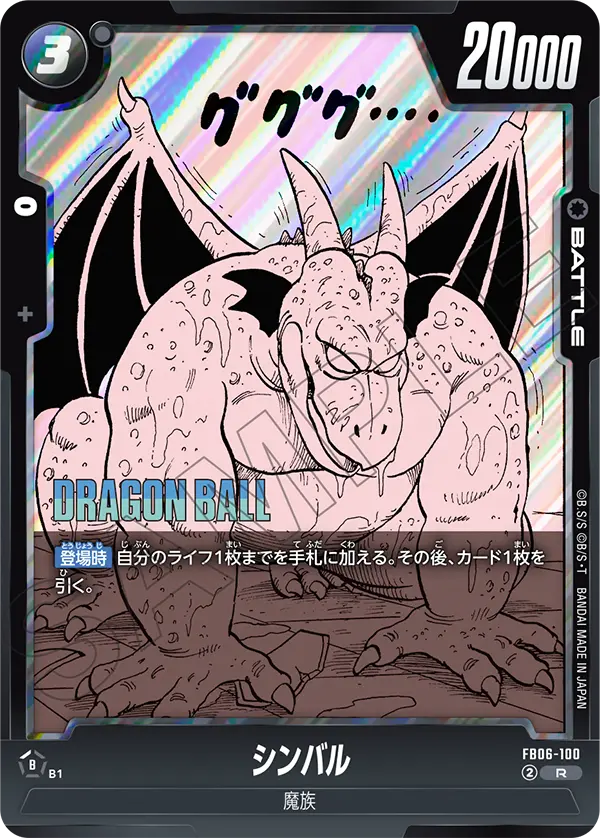 3
20000
グググ・・・・
0
+
BATTLE
SAMPLE
DRAGON BALL
登場時 自分のライフ1枚までを手札に加える。その後、カード1枚を
引く。
©B.S/S ©B/S・T BANDAI MADE IN JAPAN
B
B1
シンバル
FB06-100
② R
魔族